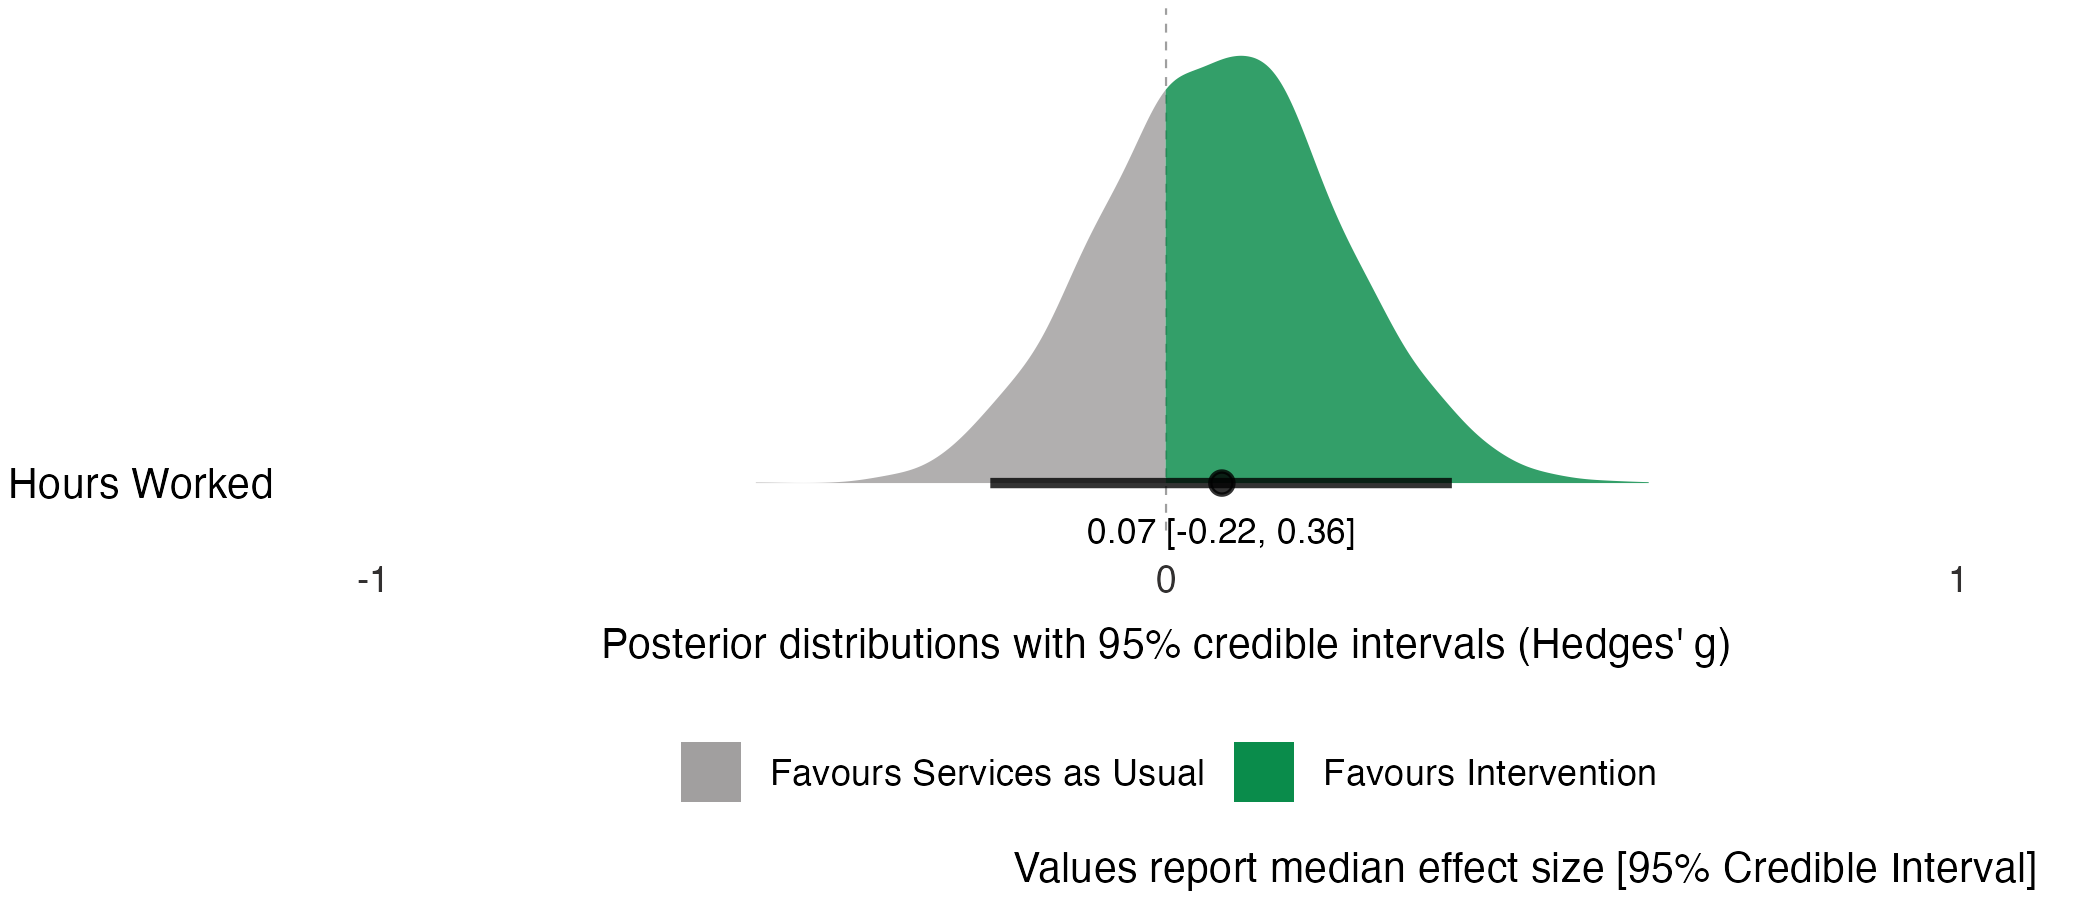 Hours Worked
0.07 [-0.22, 0.36]
-1 0 1
Posterior distributions with 95% credible intervals (Hedges' g)
Favours Services as Usual Favours Intervention
Values report median effect size [95% Credible Interval]